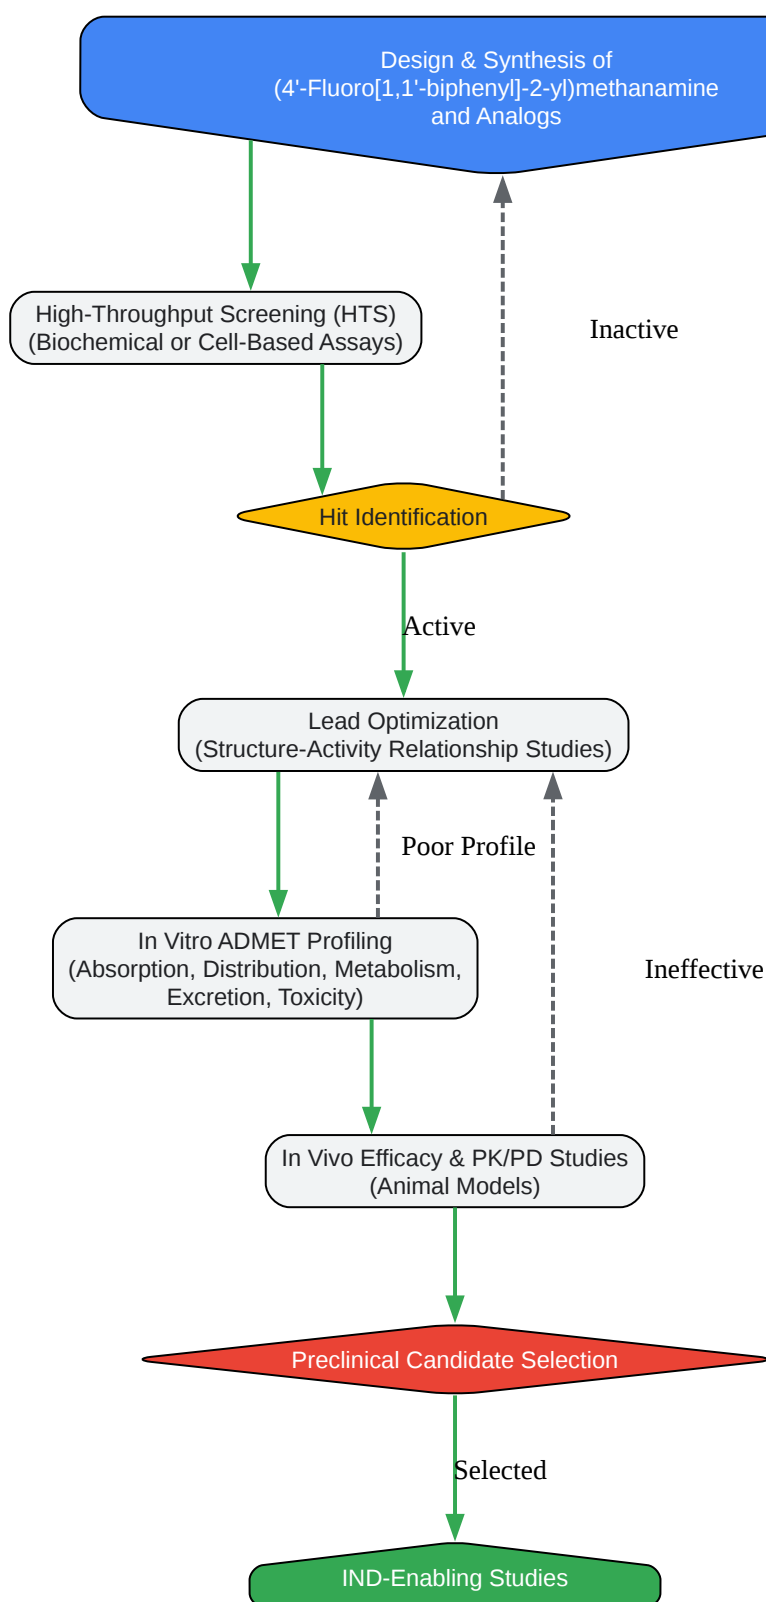 Design & Synthesis of
(4'-Fluoro[1,1'-biphenyl]-2-yl)methanamine
and Analogs
High-Throughput Screening (HTS)
(Biochemical or Cell-Based Assays)
Inactive
Hit Identification
Active
Lead Optimization
(Structure-Activity Relationship Studies)
Poor Profile
In Vitro ADMET Profiling
(Absorption, Distribution, Metabolism,
Excretion, Toxicity)
Ineffective
In Vivo Efficacy & PK/PD Studies
(Animal Models)
Preclinical Candidate Selection
Selected
IND-Enabling Studies